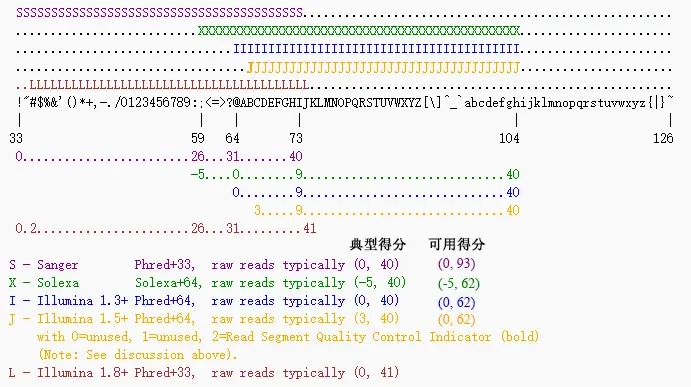 SSSSSSSSSSSSSSSSSSSSSSSSSSSSSSSSSSSSSSSSS.....................................................
..........................XXXXXXXXXXXXXXXXXXXXXXXXXXXXXXXXXXXXXXXXXXXXXX......................
...............................IIIIIIIIIIIIIIIIIIIIIIIIIIIIIIIIIIIIIIIII......................
.................................JJJJJJJJJJJJJJJJJJJJJJJJJJJJJJJJJJJJJJJ......................
..LLLLLLLLLLLLLLLLLLLLLLLLLLLLLLLLLLLLLLLL....................................................
!"#$%&'()*+,-./0123456789:;<=>?@ABCDEFGHIJKLMNOPQRSTUVWXYZ[\]^_`abcdefghijklmnopqrstuvwxyz{|}~
| | | | | |
33 59 64 73 104 126
0........................26...31.......40
-5....0........9.............................40
0........9.............................40
3.....9.............................40
0.2......................26...31........41
典型得分 可用得分
S - Sanger Phred+33, raw reads typically (0, 40) (0, 93)
X - Solexa Solexa+64, raw reads typically (-5, 40) (-5, 62)
I - Illumina 1.3+ Phred+64, raw reads typically (0, 40) (0, 62)
J - Illumina 1.5+ Phred+64, raw reads typically (3, 40) (0, 62)
with 0=unused, 1=unused, 2=Read Segment Quality Control Indicator (bold)
(Note: See discussion above).
L - Illumina 1.8+ Phred+33, raw reads typically (0, 41)